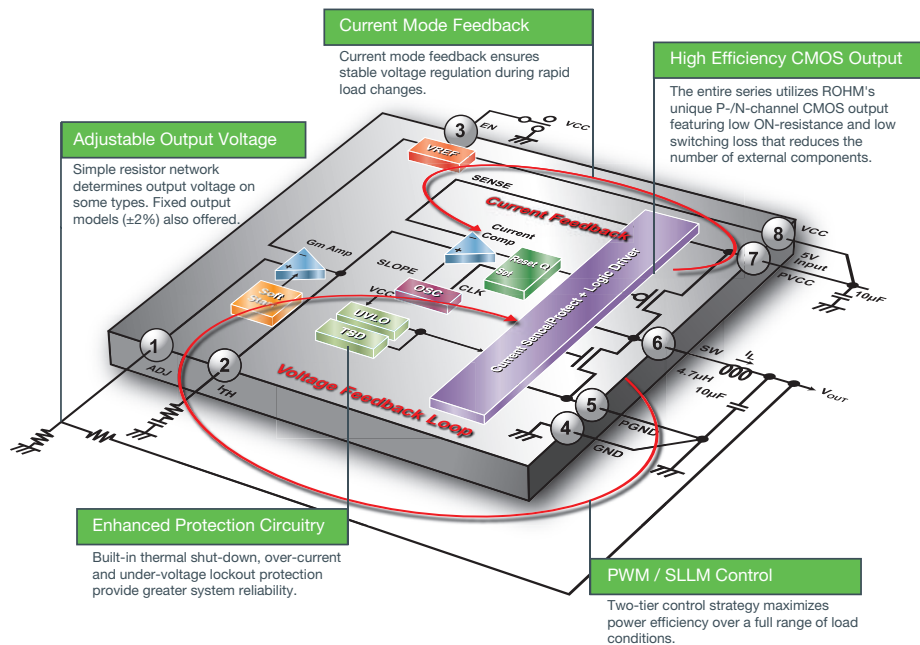 Current Mode Feedback
Current mode feedback ensures
stable voltage regulation during rapid
load changes.
High Efficiency CMOS Output
The entire series utilizes ROHM's
unique P-/N-channel CMOS output
featuring low ON-resistance and low
switching loss that reduces the
number of external components.
Adjustable Output Voltage
Simple resistor network
determines output voltage on
some types. Fixed output
models (±2%) also offered.
3
EN
VCC
VREF
SENSE
Current Feedback
Current
Comp
Gm Amp
SLOPE
Reset Q
Set
OSC
CLK
VCC
Soft
UVLO
TSD
Current Sence/Protect + Logic Driver
Voltage Feedback Loop
8
VCC
5V
Input
7
PVCC
10μF
6
SW
IL
4.7μH
10μF
VOUT
5
PGND
4
GND
1
ADJ
2
ITH
Enhanced Protection Circuitry
Built-in thermal shut-down, over-current
and under-voltage lockout protection
provide greater system reliability.
PWM / SLLM Control
Two-tier control strategy maximizes
power efficiency over a full range of load
conditions.